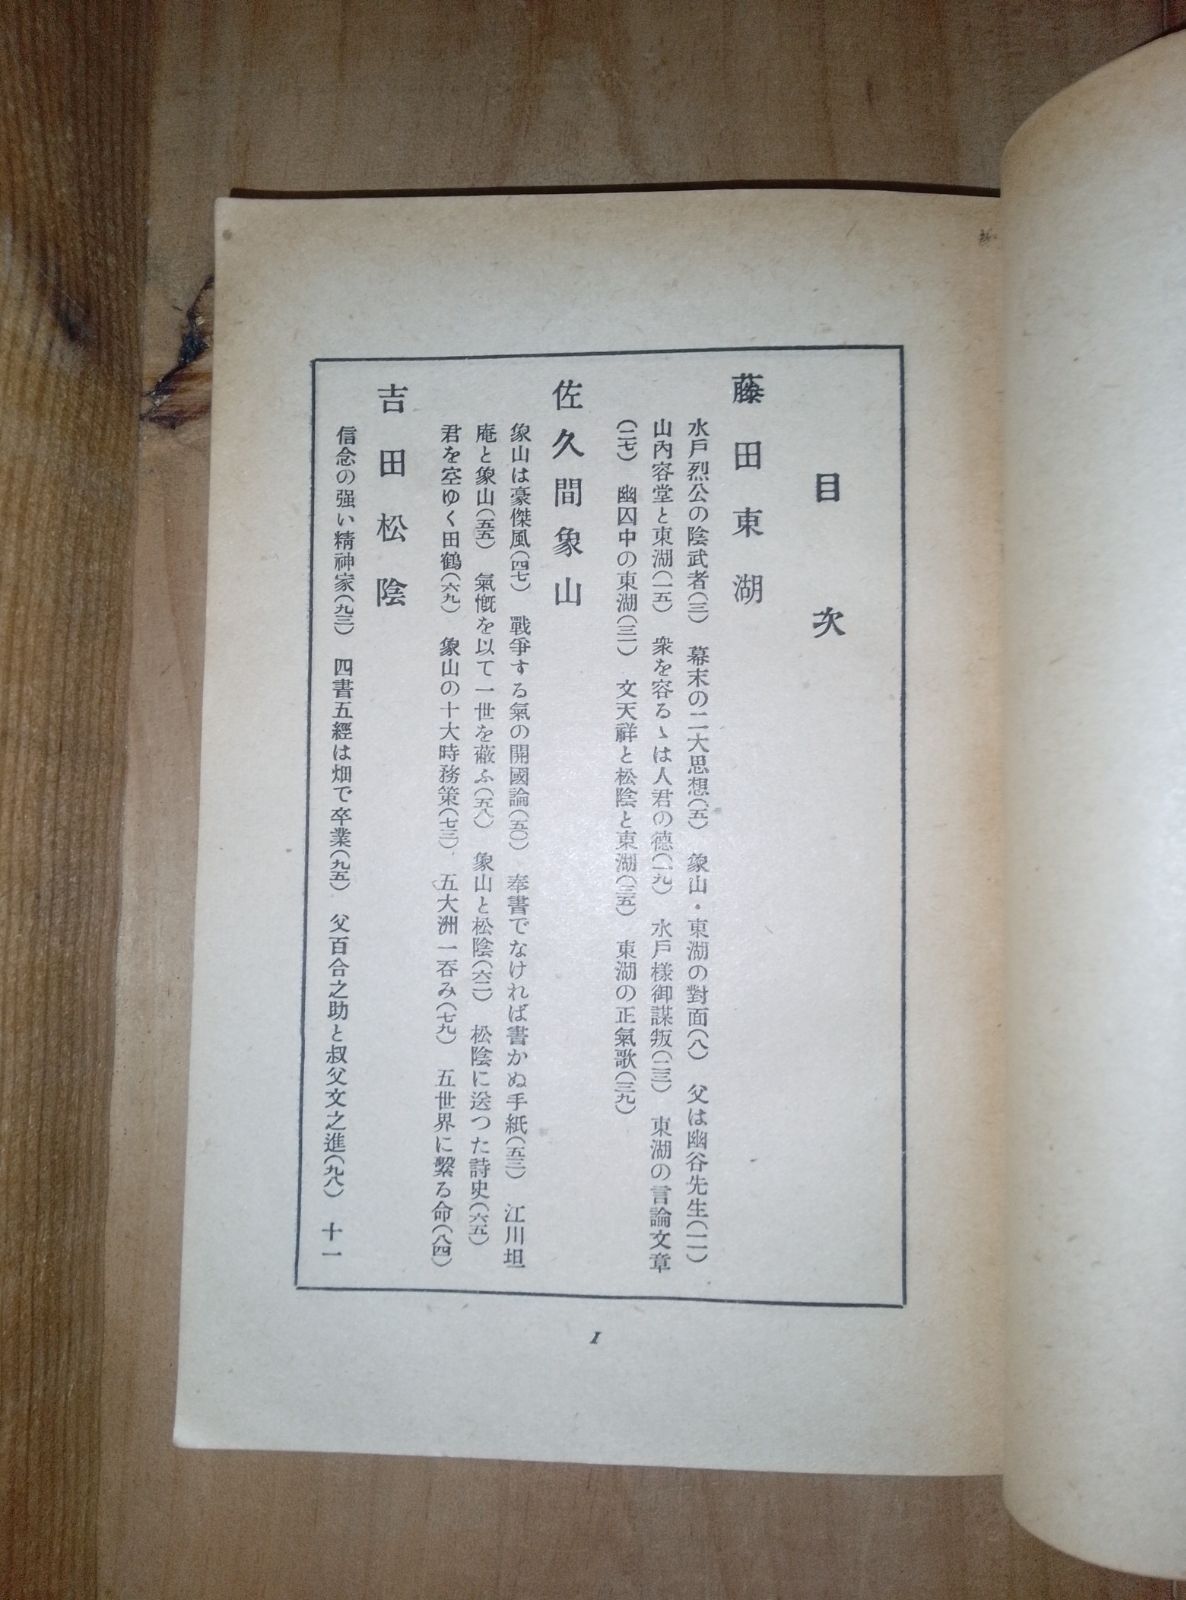 目次
藤田東湖
水戶烈公の陰武者(三)　幕末の二大思想(五)　象山・東湖の對面(八)　父は幽谷先生(一一)
山內容堂と東湖(一五)　衆を容るゝは人君の德(一九)　水戶樣御謀叛(二三)　東湖の言論文章
(二七)　幽囚中の東湖(三一)　文天祥と松陰と東湖(三五)　東湖の正氣歌(三九)
佐久間象山
象山は豪傑風(四七)　戰爭する氣の開國論(五〇)　奉書でなければ書かぬ手紙(五三)　江川坦
庵と象山(五五)　氣慨を以て一世を蔽ふ(五八)　象山と松陰(六二)　松陰に送つた詩史(六五)
君を空ゆく田鶴(六九)　象山の十大時務策(七三)　五大洲一呑み(七九)　五世界に繫る命(八四)
吉田松陰
信念の强い精神家(九三)　四書五經は畑で卒業(九五)　父百合之助と叔父文之進(九八)　十一
1